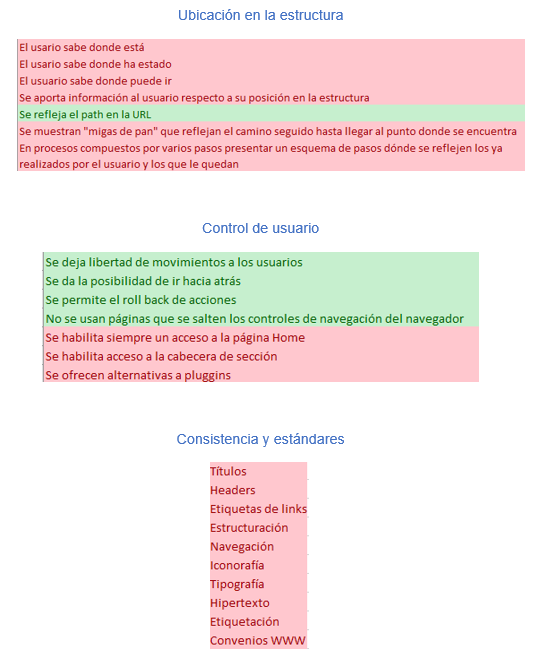 Ubicación en la estructura
El usario sabe donde está
El usario sabe donde ha estado
El usuario sabe donde puede ir
Se aporta información al usuario respecto a su posición en la estructura
Se refleja el path en la URL
Se muestran "migas de pan" que reflejan el camino seguido hasta llegar al punto donde se encuentra
En procesos compuestos por varios pasos presentar un esquema de pasos dónde se reflejen los ya
realizados por el usuario y los que le quedan
Control de usuario
Se deja libertad de movimientos a los usuarios
Se da la posibilidad de ir hacia atrás
Se permite el roll back de acciones
No se usan páginas que se salten los controles de navegación del navegador
Se habilita siempre un acceso a la página Home
Se habilita acceso a la cabecera de sección
Se ofrecen alternativas a pluggins
Consistencia y estándares
Títulos
Headers
Etiquetas de links
Estructuración
Navegación
Iconorafía
Tipografía
Hipertexto
Etiquetación
Convenios WWW